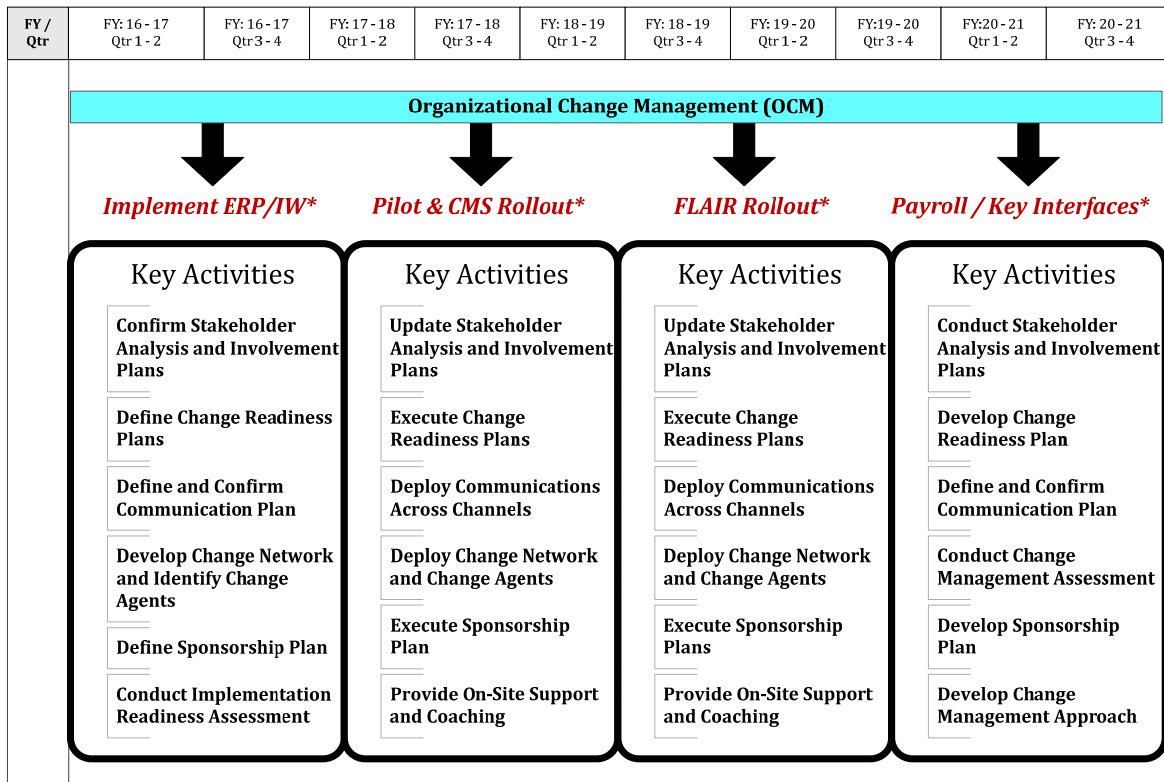 FY /
Qtr
FY: 16 - 17
Qtr 1 - 2
FY: 16 - 17
Qtr 3 - 4
FY: 17 - 18
Qtr 1 - 2
FY: 17 - 18
Qtr 3 - 4
FY: 18 - 19
Qtr 1 - 2
FY: 18 - 19
Qtr 3 - 4
FY: 19 - 20
Qtr 1 - 2
FY:19 - 20
Qtr 3 - 4
FY:20 - 21
Qtr 1 - 2
FY: 20 - 21
Qtr 3 - 4
Organizational Change Management (OCM)
Implement ERP/IW*
Pilot & CMS Rollout*
FLAIR Rollout*
Payroll / Key Interfaces*
Key Activities
Confirm Stakeholder
Analysis and Involvement
Plans
Define Change Readiness
Plans
Define and Confirm
Communication Plan
Develop Change Network
and Identify Change
Agents
Define Sponsorship Plan
Conduct Implementation
Readiness Assessment
Key Activities
Update Stakeholder
Analysis and Involvement
Plans
Execute Change
Readiness Plans
Deploy Communications
Across Channels
Deploy Change Network
and Change Agents
Execute Sponsorship
Plan
Provide On-Site Support
and Coaching
Key Activities
Update Stakeholder
Analysis and Involvement
Plans
Execute Change
Readiness Plans
Deploy Communications
Across Channels
Deploy Change Network
and Change Agents
Execute Sponsorship
Plans
Provide On-Site Support
and Coaching
Key Activities
Conduct Stakeholder
Analysis and Involvement
Plans
Develop Change
Readiness Plan
Define and Confirm
Communication Plan
Conduct Change
Management Assessment
Develop Sponsorship
Plan
Develop Change
Management Approach